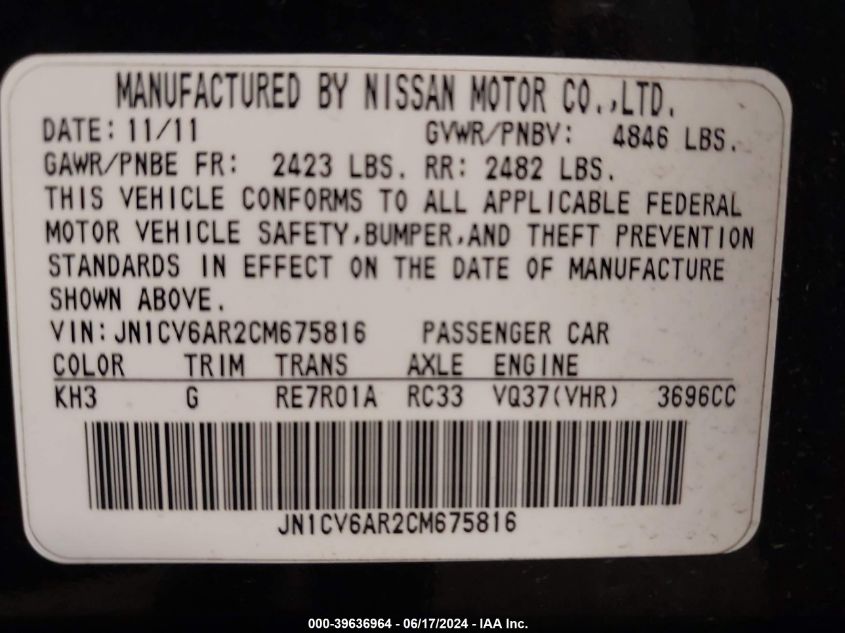 MANUFACTURED BY NISSAN MOTOR CO.,LTD.
DATE: 11/11 GVWR/PNBV: 4846 LBS.
GAWR/PNBE FR: 2423 LBS. RR: 2482 LBS.
THIS VEHICLE CONFORMS TO ALL APPLICABLE FEDERAL
MOTOR VEHICLE SAFETY,BUMPER,AND THEFT PREVENTION
STANDARDS IN EFFECT ON THE DATE OF MANUFACTURE
SHOWN ABOVE.
VIN: JN1CV6AR2CM675816 PASSENGER CAR
COLOR TRIM TRANS AXLE ENGINE
KH3 G RE7R01A RC33 VQ37(VHR) 3696CC
JN1CV6AR2CM675816
000-39636964 - 06/17/2024 - IAA Inc.